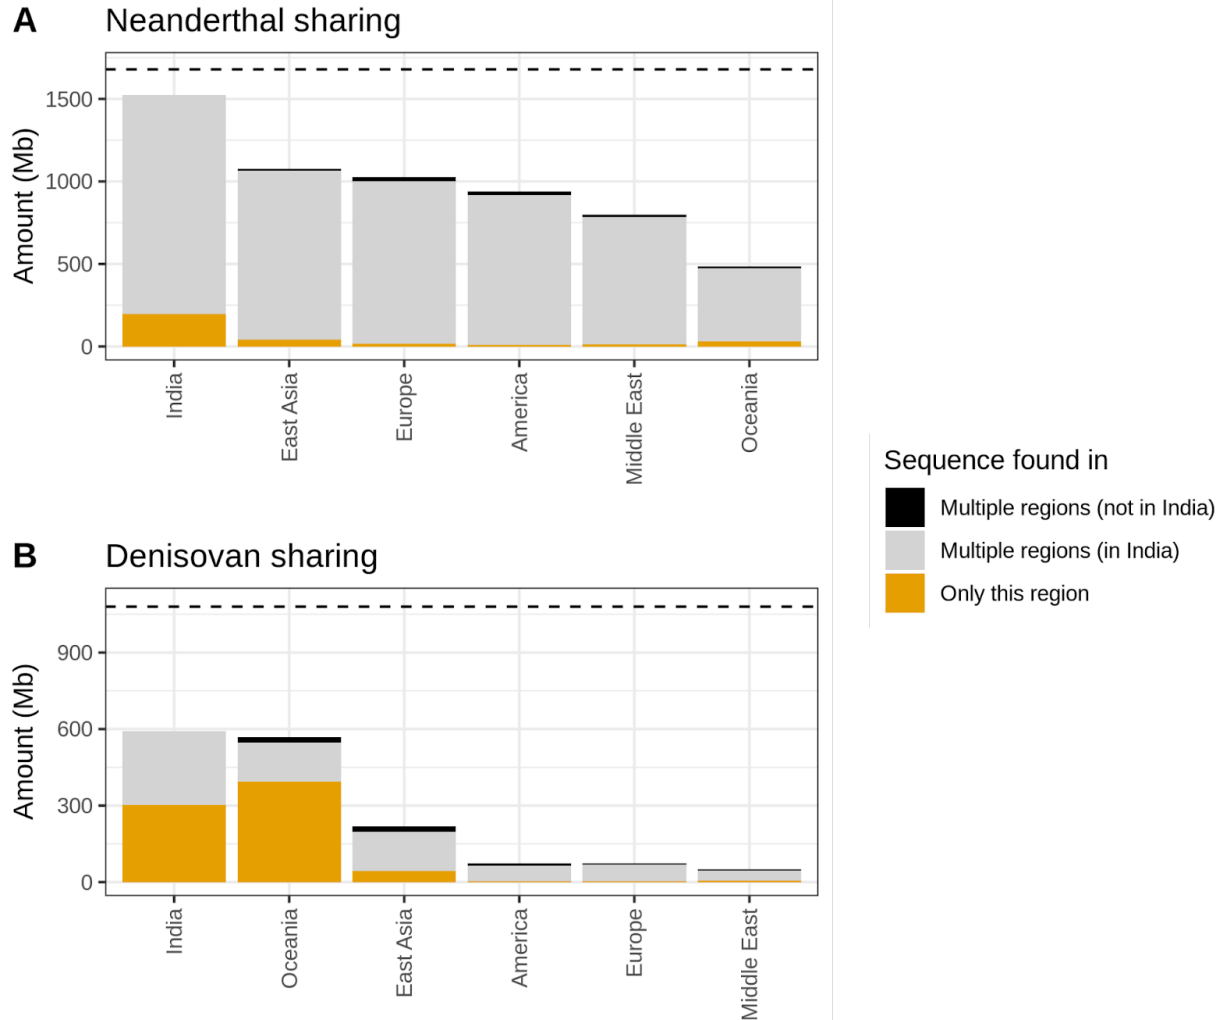 A Neanderthal sharing
Amount (Mb)
1500
1000
500
0
India
East Asia
Europe
America
Middle East
Oceania
B Denisovan sharing
Amount (Mb)
900
600
300
0
India
Oceania
East Asia
America
Europe
Middle East
Sequence found in
Multiple regions (not in India)
Multiple regions (in India)
Only this region